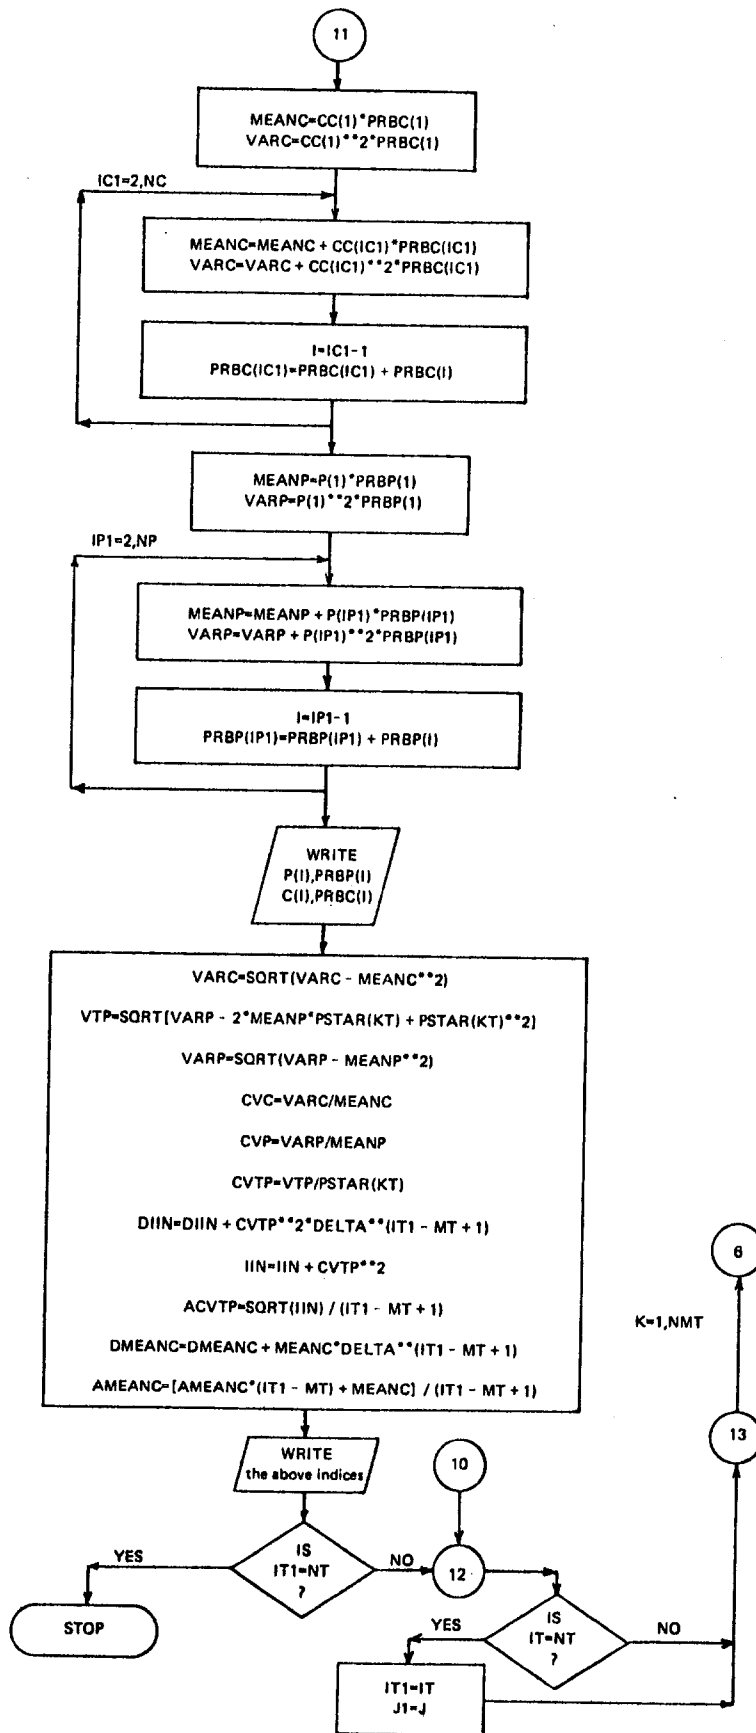 11
MEANC=CC(1)*PRBC(1)
VARC=CC(1)**2*PRBC(1)
IC1=2,NC
MEANC=MEANC + CC(IC1)*PRBC(IC1)
VARC=VARC + CC(IC1)**2*PRBC(IC1)
I=IC1-1
PRBC(IC1)=PRBC(IC1) + PRBC(I)
MEANP=P(1)*PRBP(1)
VARP=P(1)**2*PRBP(1)
IP1=2,NP
MEANP=MEANP + P(IP1)*PRBP(IP1)
VARP=VARP + P(IP1)**2*PRBP(IP1)
I=IP1-1
PRBP(IP1)=PRBP(IP1) + PRBP(I)
WRITE
P(I),PRBP(I)
C(I),PRBC(I)
VARC=SQRT(VARC - MEANC**2)
VTP=SQRT[VARP - 2*MEANP*PSTAR(KT) + PSTAR(KT)**2]
VARP=SQRT(VARP - MEANP**2)
CVC=VARC/MEANC
CVP=VARP/MEANP
CVTP=VTP/PSTAR(KT)
DIIN=DIIN + CVTP**2*DELTA**(IT1 - MT + 1)
IIN=IIN + CVTP**2
ACVTP=SQRT(IIN) / (IT1 - MT + 1)
DMEANC=DMEANC + MEANC*DELTA**(IT1 - MT + 1)
AMEANC=[AMEANC*(IT1 - MT) + MEANC] / (IT1 - MT + 1)
6
K=1,NMT
13
WRITE
the above indices
10
YES
IS
IT1=NT
?
NO
12
STOP
YES
IS
IT=NT
?
NO
IT1=IT
J1=J